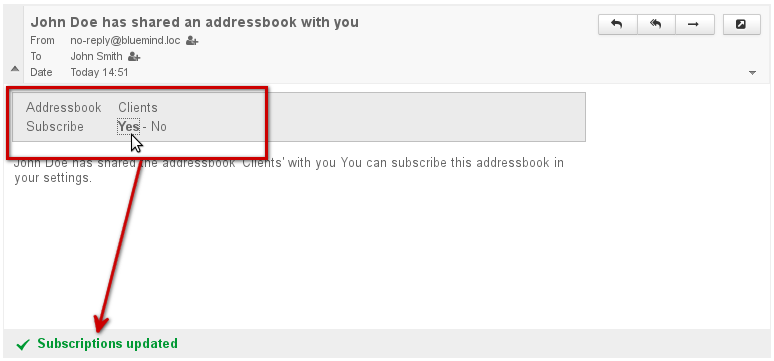 John Doe has shared an addressbook with you
From no-reply@bluemind.loc
To John Smith
Date Today 14:51
Addressbook Clients
Subscribe Yes - No
John Doe has shared the addressbook 'Clients' with you You can subscribe this addressbook in
your settings.
Subscriptions updated